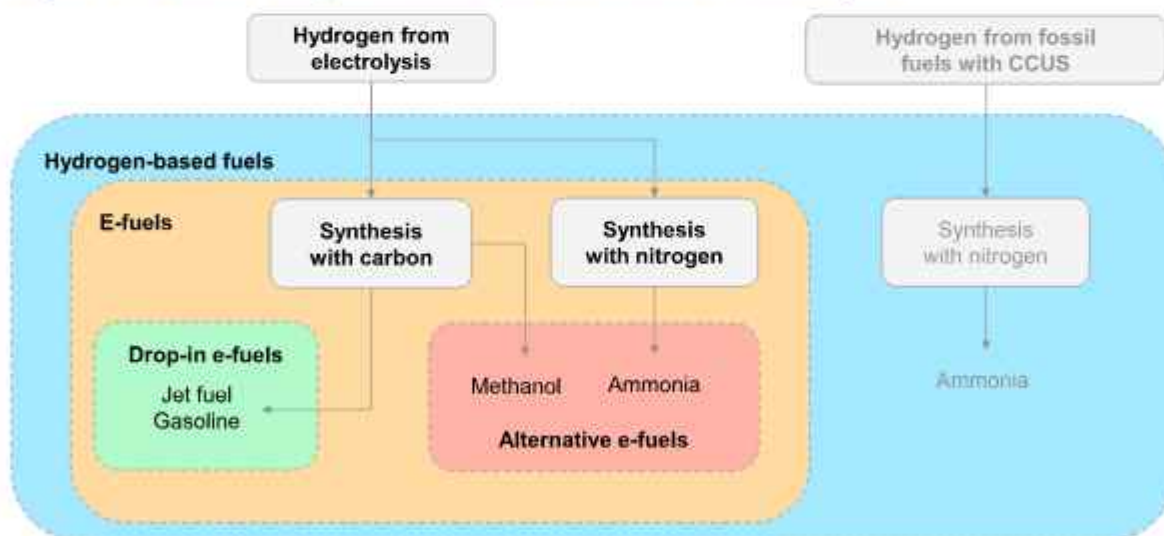 Hydrogen from
electrolysis
Hydrogen from fossil
fuels with CCUS
Hydrogen-based fuels
E-fuels
Synthesis
with carbon
Synthesis
with nitrogen
Synthesis
with nitrogen
Drop-in e-fuels
Jet fuel
Gasoline
Methanol
Ammonia
Alternative e-fuels
Ammonia